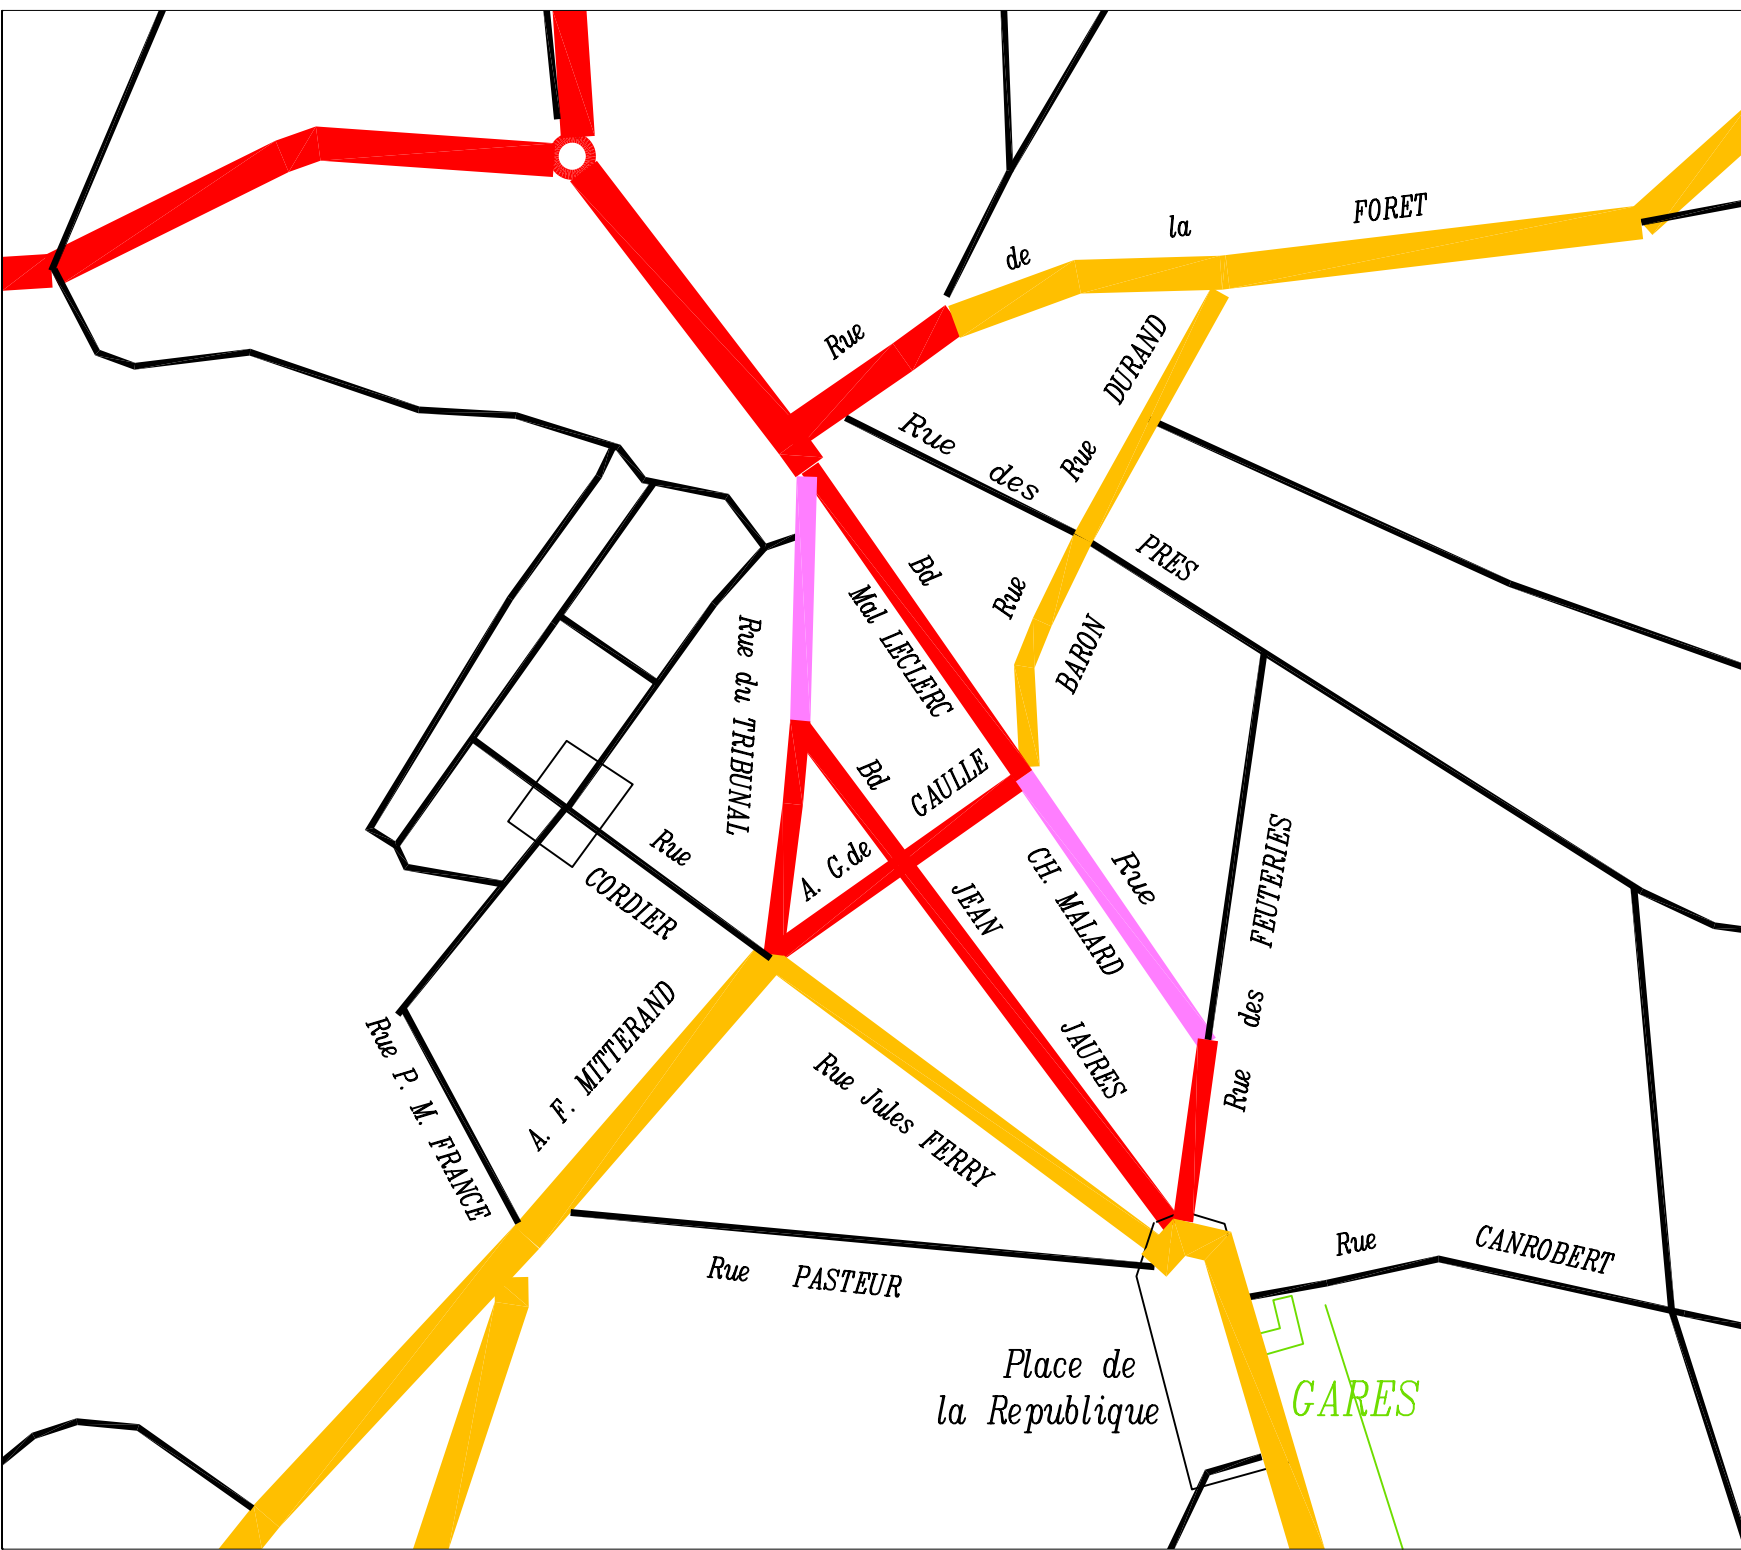 Rue de la FORET
Rue DURAND
Rue des PRES
Rue BARON
Bd Mal LECLERC
Rue du TRIBUNAL
A. G.de GAULLE
Bd JEAN JAURES
Rue CH. MALARD
Rue des FEUTERIES
Rue CORDIER
A. F. MITTERAND
Rue P. M. FRANCE
Rue Jules FERRY
Rue PASTEUR
Rue CANROBERT
Place de
la Republique
GARES